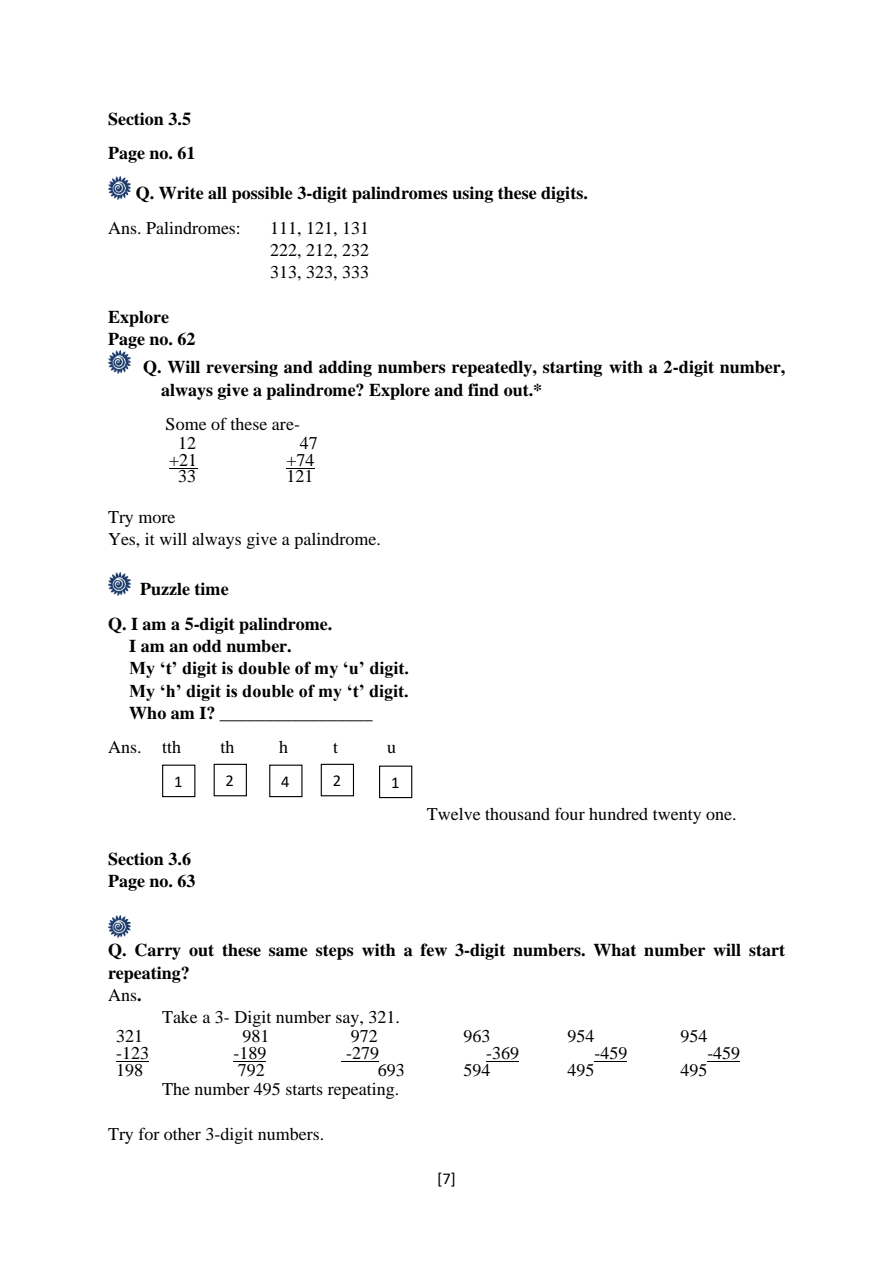 Section 3.5
Page no. 61
Q. Write all possible 3-digit palindromes using these digits.
Ans. Palindromes: 111, 121, 131
222, 212, 232
313, 323, 333
Explore
Page no. 62
Q. Will reversing and adding numbers repeatedly, starting with a 2-digit number,
always give a palindrome? Explore and find out.*
Some of these are-
12 47
+21 +74
33 121
Try more
Yes, it will always give a palindrome.
Puzzle time
Q. I am a 5-digit palindrome.
I am an odd number.
My ‘t’ digit is double of my ‘u’ digit.
My ‘h’ digit is double of my ‘t’ digit.
Who am I? _________________
Ans. tth th h t u
1 2 4 2 1
Twelve thousand four hundred twenty one.
Section 3.6
Page no. 63
Q. Carry out these same steps with a few 3-digit numbers. What number will start
repeating?
Ans.
Take a 3- Digit number say, 321.
321 981 972 963 954 954
-123 -189 -279 -369 -459 -459
198 792 693 594 495 495
The number 495 starts repeating.
Try for other 3-digit numbers.
[7]